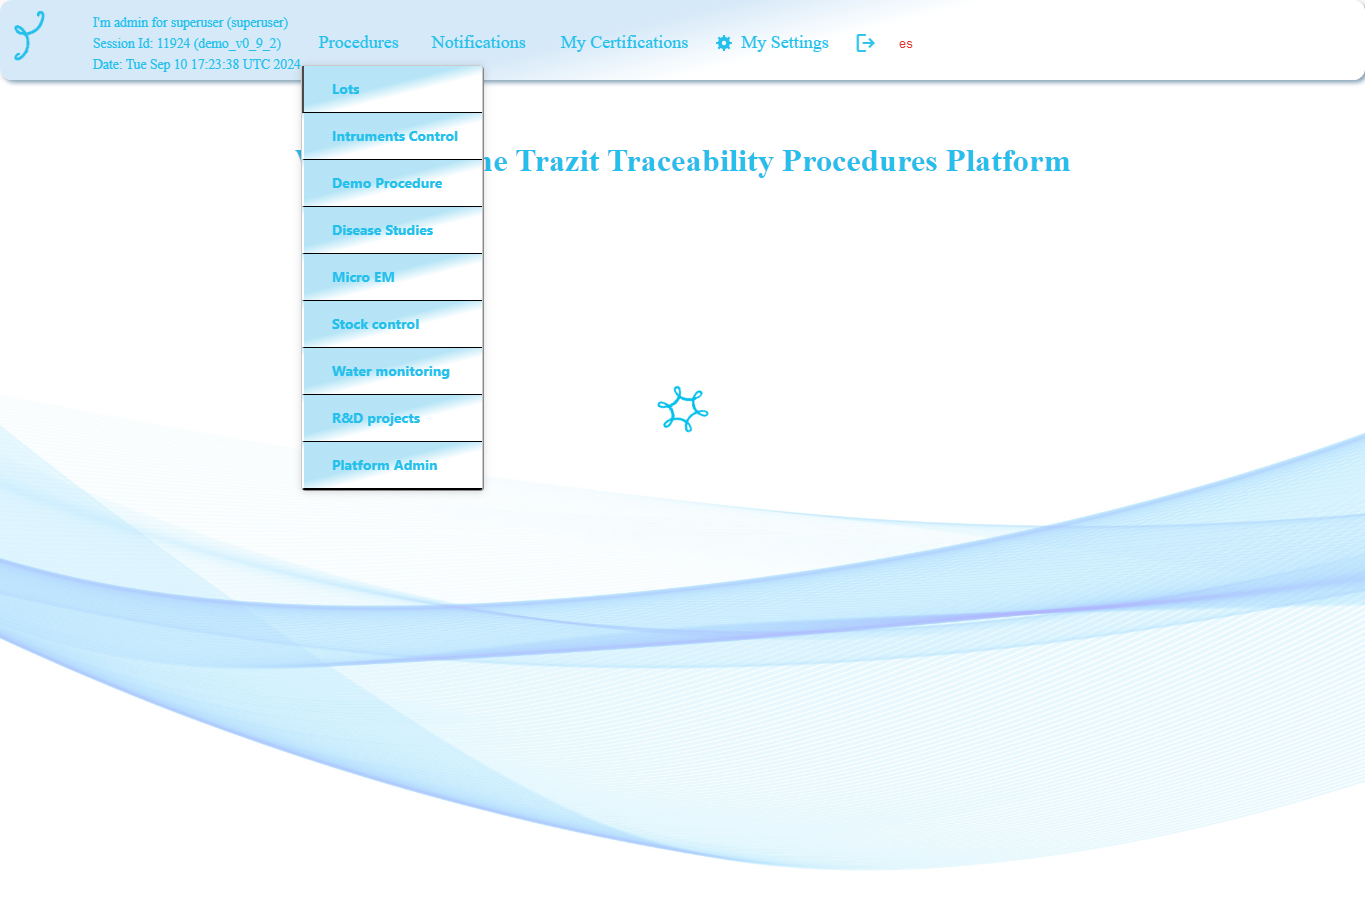 I'm admin for superuser (superuser)
Session Id: 11924 (demo_v0_9_2)
Date: Tue Sep 10 17:23:38 UTC 2024
Procedures
Notifications
My Certifications
My Settings
es
Lots
Intruments Control
Demo Procedure
Disease Studies
Micro EM
Stock control
Water monitoring
R&D projects
Platform Admin
Trazit Traceability Procedures Platform